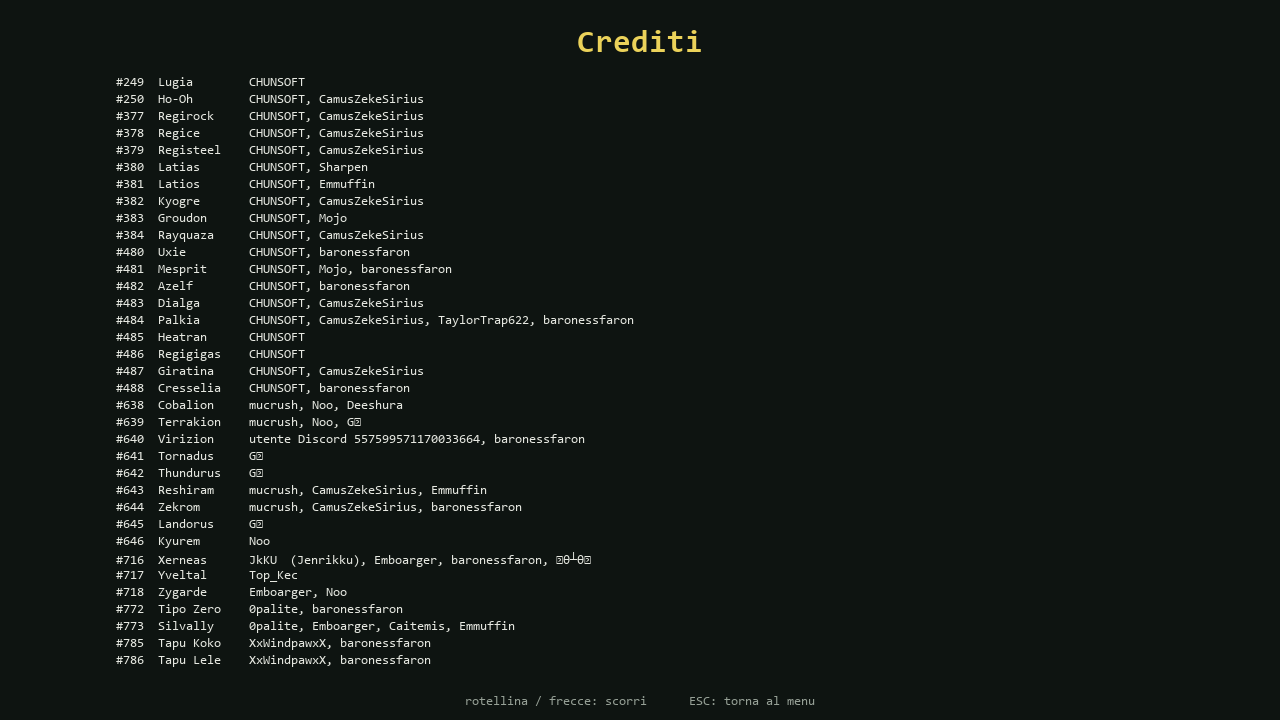 Crediti
#249 Lugia CHUNSOFT
#250 Ho-Oh CHUNSOFT, CamusZekeSirius
#377 Regirock CHUNSOFT, CamusZekeSirius
#378 Regice CHUNSOFT, CamusZekeSirius
#379 Registeel CHUNSOFT, CamusZekeSirius
#380 Latias CHUNSOFT, Sharpen
#381 Latios CHUNSOFT, Emmuffin
#382 Kyogre CHUNSOFT, CamusZekeSirius
#383 Groudon CHUNSOFT, Mojo
#384 Rayquaza CHUNSOFT, CamusZekeSirius
#480 Uxie CHUNSOFT, baronessfaron
#481 Mesprit CHUNSOFT, Mojo, baronessfaron
#482 Azelf CHUNSOFT, baronessfaron
#483 Dialga CHUNSOFT, CamusZekeSirius
#484 Palkia CHUNSOFT, CamusZekeSirius, TaylorTrap622, baronessfaron
#485 Heatran CHUNSOFT
#486 Regigigas CHUNSOFT
#487 Giratina CHUNSOFT, CamusZekeSirius
#488 Cresselia CHUNSOFT, baronessfaron
#638 Cobalion mucrush, Noo, Deeshura
#639 Terrakion mucrush, Noo, G
#640 Virizion utente Discord 557599571170033664, baronessfaron
#641 Tornadus G
#642 Thundurus G
#643 Reshiram mucrush, CamusZekeSirius, Emmuffin
#644 Zekrom mucrush, CamusZekeSirius, baronessfaron
#645 Landorus G
#646 Kyurem Noo
#716 Xerneas JkKU (Jenrikku), Emboarger, baronessfaron,
#717 Yveltal Top_Kec
#718 Zygarde Emboarger, Noo
#772 Tipo Zero 0palite, baronessfaron
#773 Silvally 0palite, Emboarger, Caitemis, Emmuffin
#785 Tapu Koko XxWindpawxX, baronessfaron
#786 Tapu Lele XxWindpawxX, baronessfaron
rotellina / frecce: scorri ESC: torna al menu